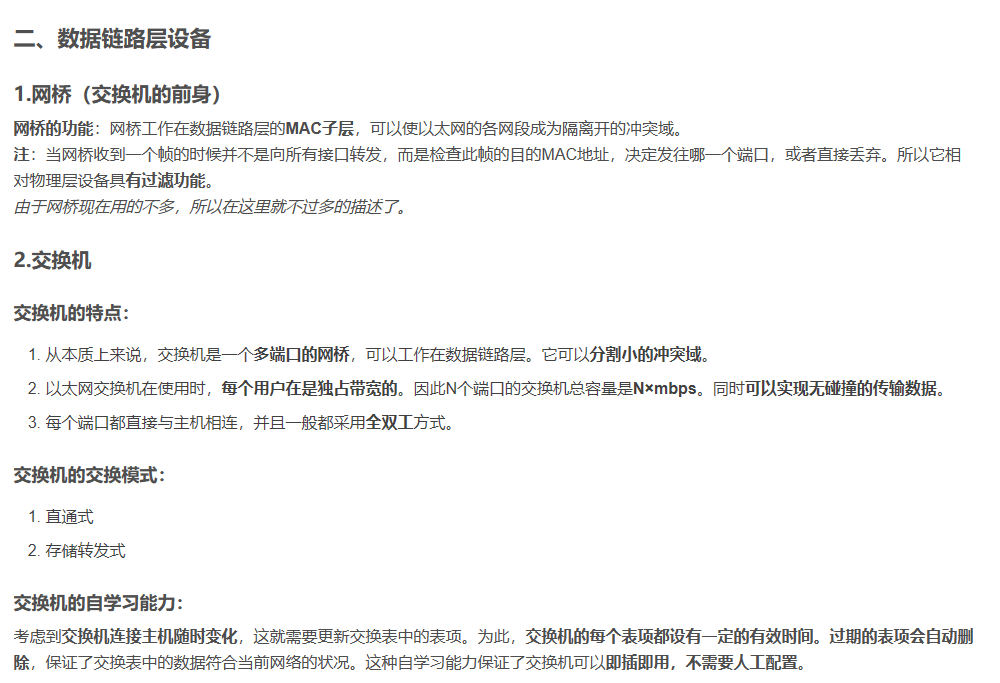 二、数据链路层设备
1.网桥（交换机的前身）
网桥的功能：网桥工作在数据链路层的MAC子层，可以使以太网的各网段成为隔离开的冲突域。
注：当网桥收到一个帧的时候并不是向所有接口转发，而是检查此帧的目的MAC地址，决定发往哪一个端口，或者直接丢弃。所以它相
对物理层设备具有过滤功能。
由于网桥现在用的不多，所以在这里就不过多的描述了。
2.交换机
交换机的特点：
1. 从本质上来说，交换机是一个多端口的网桥，可以工作在数据链路层。它可以分割小的冲突域。
2. 以太网交换机在使用时，每个用户在是独占带宽的。因此N个端口的交换机总容量是N×mbps。同时可以实现无碰撞的传输数据。
3. 每个端口都直接与主机相连，并且一般都采用全双工方式。
交换机的交换模式：
1. 直通式
2. 存储转发式
交换机的自学习能力：
考虑到交换机连接主机随时变化，这就需要更新交换表中的表项。为此，交换机的每个表项都设有一定的有效时间。过期的表项会自动删
除，保证了交换表中的数据符合当前网络的状况。这种自学习能力保证了交换机可以即插即用，不需要人工配置。